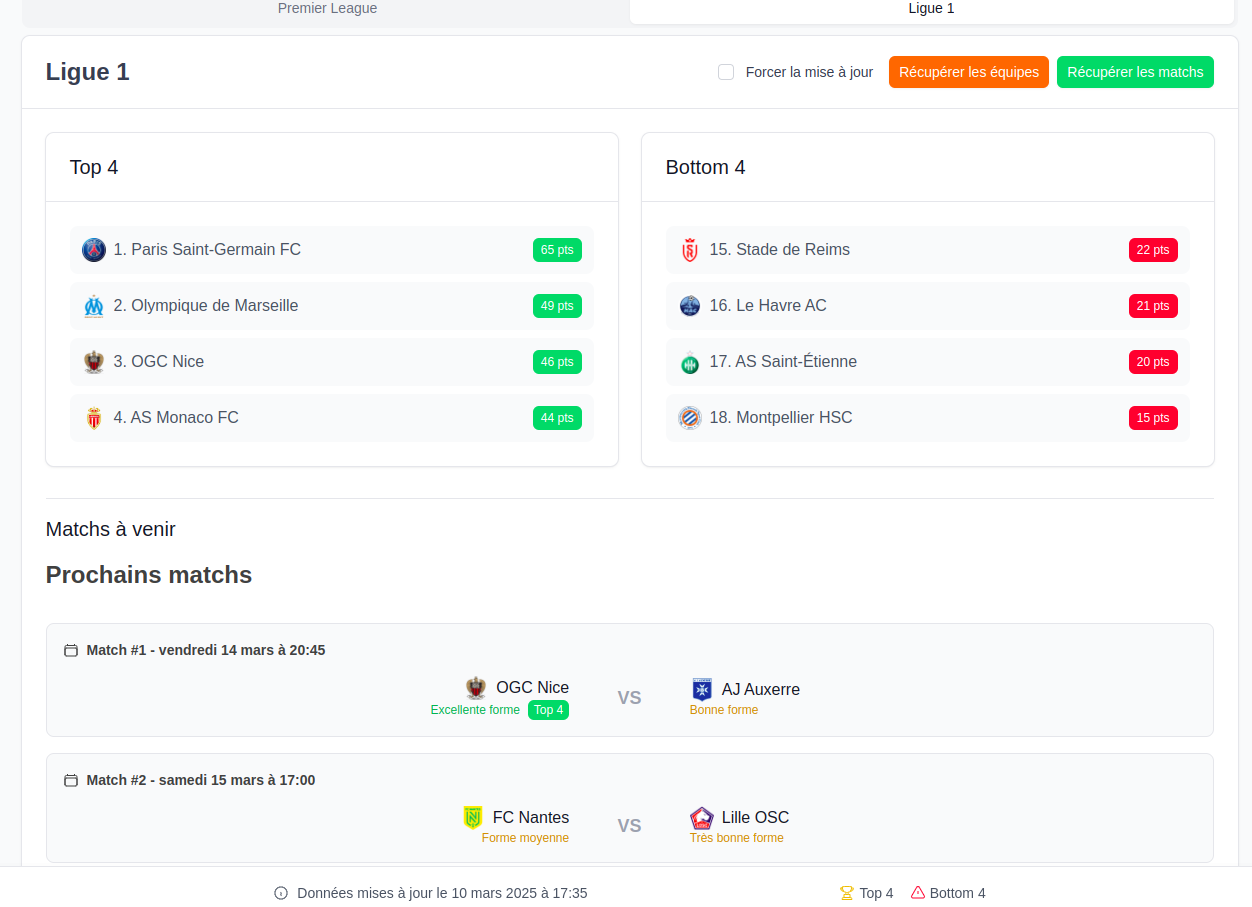 Premier League
Ligue 1
Ligue 1
Forcer la mise à jour
Récupérer les équipes
Récupérer les matchs
Top 4
1. Paris Saint-Germain FC
65 pts
2. Olympique de Marseille
49 pts
3. OGC Nice
46 pts
4. AS Monaco FC
44 pts
Bottom 4
15. Stade de Reims
22 pts
16. Le Havre AC
21 pts
17. AS Saint-Étienne
20 pts
18. Montpellier HSC
15 pts
Matchs à venir
Prochains matchs
Match #1 - vendredi 14 mars à 20:45
OGC Nice
Excellente forme
Top 4
VS
AJ Auxerre
Bonne forme
Match #2 - samedi 15 mars à 17:00
FC Nantes
Forme moyenne
VS
Lille OSC
Très bonne forme
Données mises à jour le 10 mars 2025 à 17:35
Top 4
Bottom 4